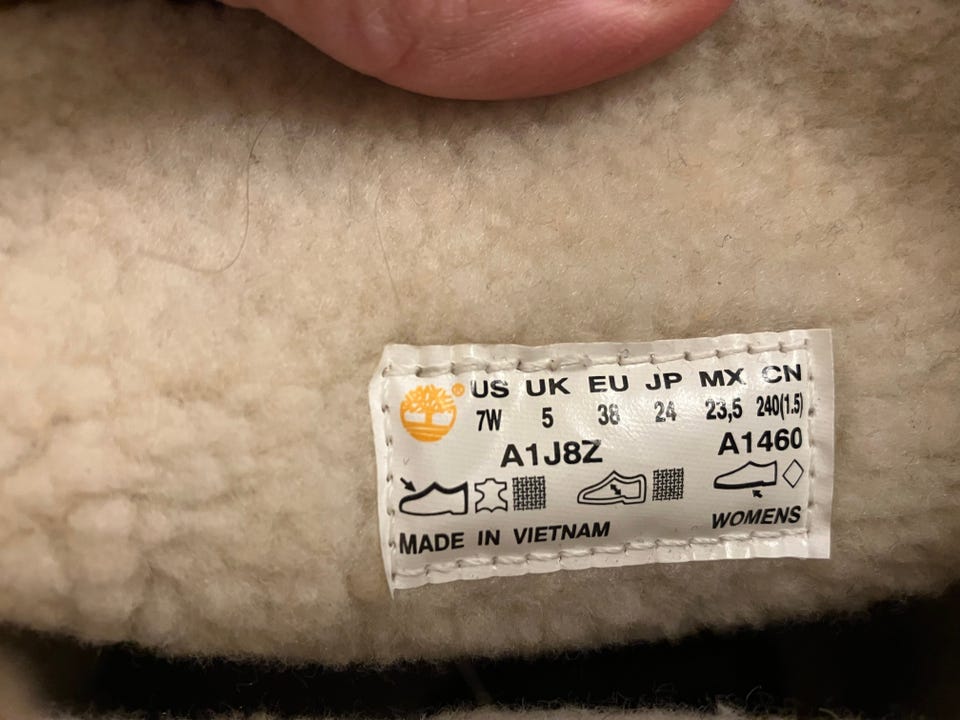 ® US UK EU JP MX CN
7W 5 38 24 23,5 240(1.5)
A1J8Z A1460
MADE IN VIETNAM WOMENS